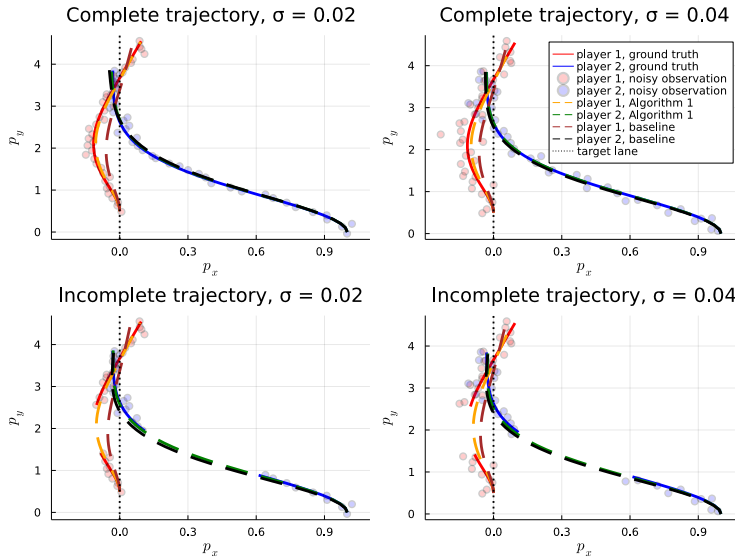 Complete trajectory, σ = 0.02
4
3
2
1
0
p_y
0.0 0.3 0.6 0.9
p_x
Complete trajectory, σ = 0.04
player 1, ground truth
player 2, ground truth
player 1, noisy observation
player 2, noisy observation
player 1, Algorithm 1
player 2, Algorithm 1
player 1, baseline
player 2, baseline
target lane
4
3
2
1
0
p_y
0.0 0.3 0.6 0.9
p_x
Incomplete trajectory, σ = 0.02
4
3
2
1
0
p_y
0.0 0.3 0.6 0.9
p_x
Incomplete trajectory, σ = 0.04
4
3
2
1
0
p_y
0.0 0.3 0.6 0.9
p_x